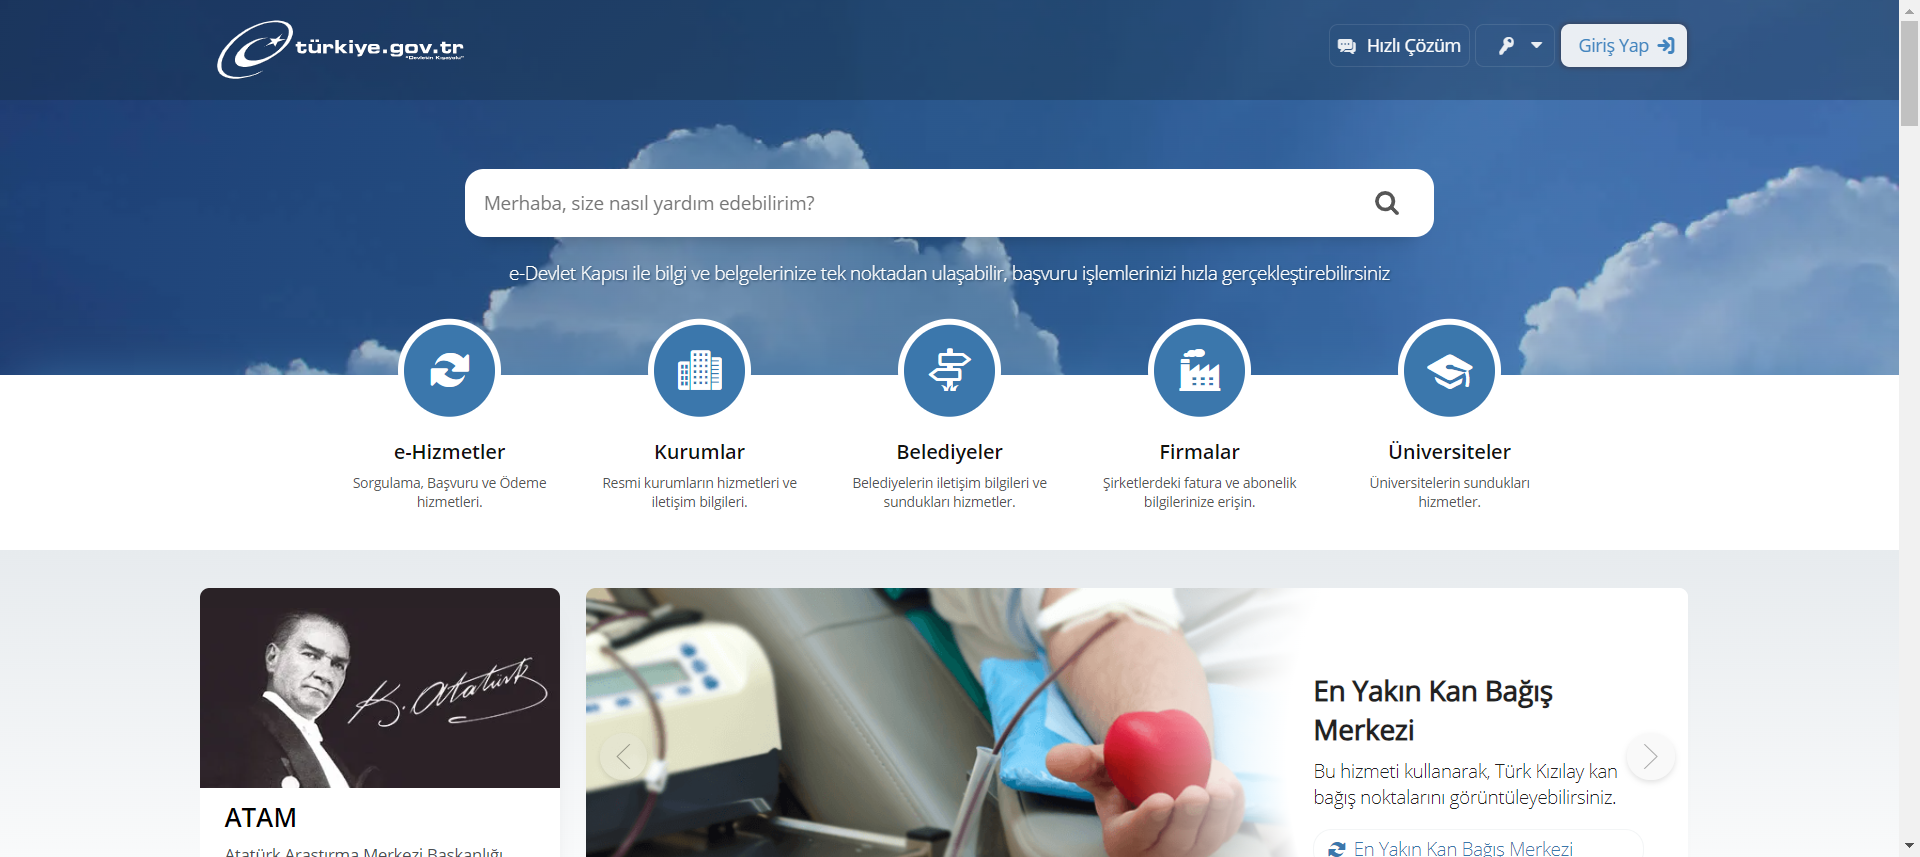 türkiye.gov.tr
"Devletin Kısayolu"
Hızlı Çözüm
Giriş Yap
Merhaba, size nasıl yardım edebilirim?
e-Devlet Kapısı ile bilgi ve belgelerinize tek noktadan ulaşabilir, başvuru işlemlerinizi hızla gerçekleştirebilirsiniz
e-Hizmetler
Sorgulama, Başvuru ve Ödeme
hizmetleri.
Kurumlar
Resmi kurumların hizmetleri ve
iletişim bilgileri.
Belediyeler
Belediyelerin iletişim bilgileri ve
sundukları hizmetler.
Firmalar
Şirketlerdeki fatura ve abonelik
bilgilerinize erişin.
Üniversiteler
Üniversitelerin sundukları
hizmetler.
K. Atatürk
ATAM
Atatürk Araştırma Merkezi Başkanlığı
En Yakın Kan Bağış
Merkezi
Bu hizmeti kullanarak, Türk Kızılay kan
bağış noktalarını görüntüleyebilirsiniz.
En Yakın Kan Bağış Merkezi